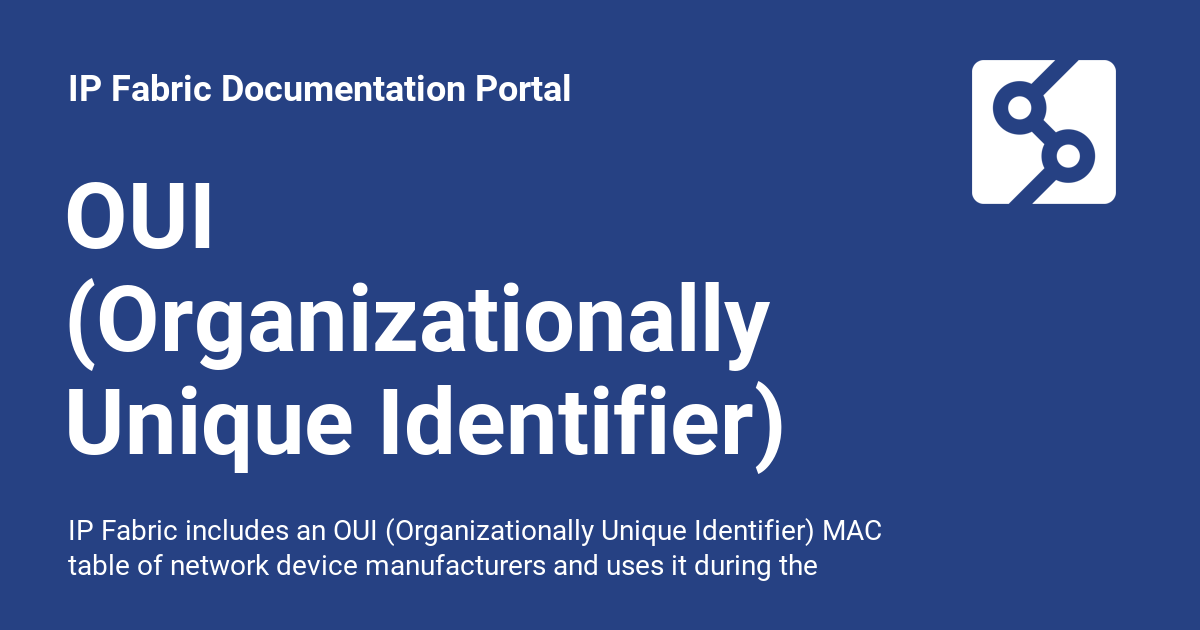 IP Fabric Documentation Portal
OUI
(Organizationally
Unique Identifier)
IP Fabric includes an OUI (Organizationally Unique Identifier) MAC
table of network device manufacturers and uses it during the